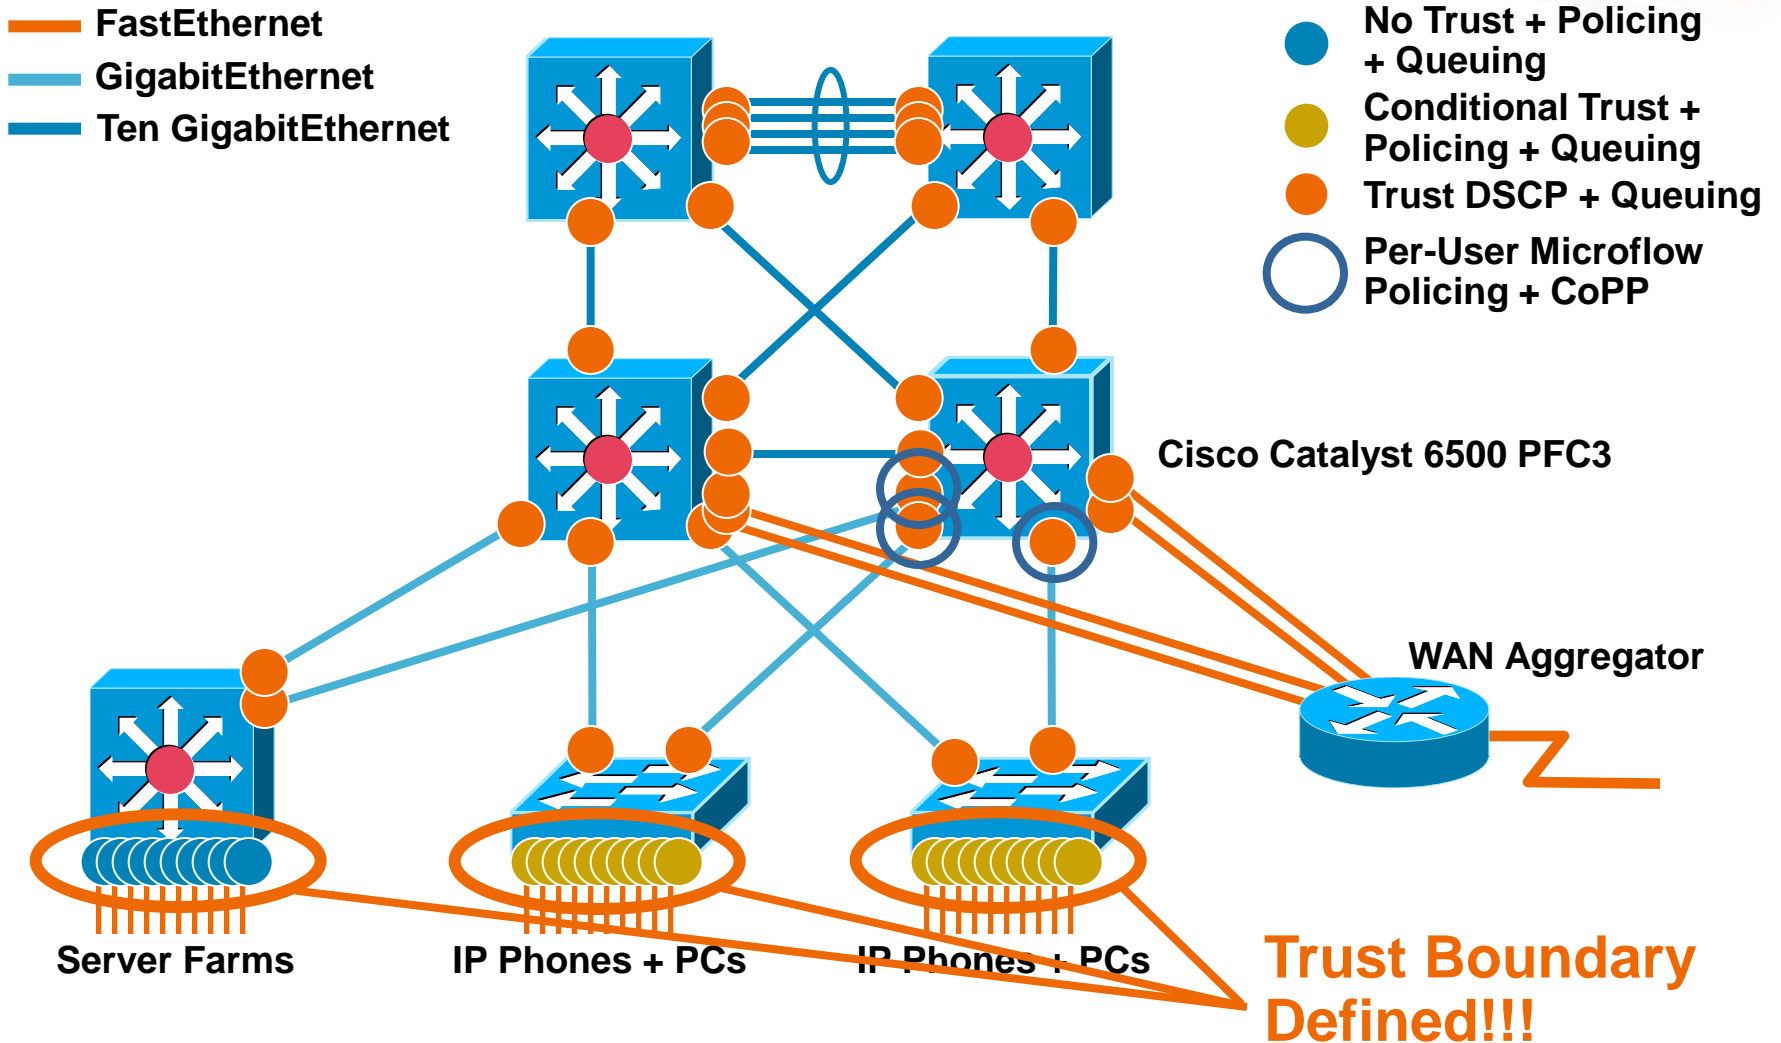 FastEthernet
GigabitEthernet
Ten GigabitEthernet
No Trust + Policing
+ Queuing
Conditional Trust +
Policing + Queuing
Trust DSCP + Queuing
Per-User Microflow
Policing + CoPP
Cisco Catalyst 6500 PFC3
WAN Aggregator
Server Farms
IP Phones + PCs
IP Phones + PCs
Trust Boundary
Defined!!!